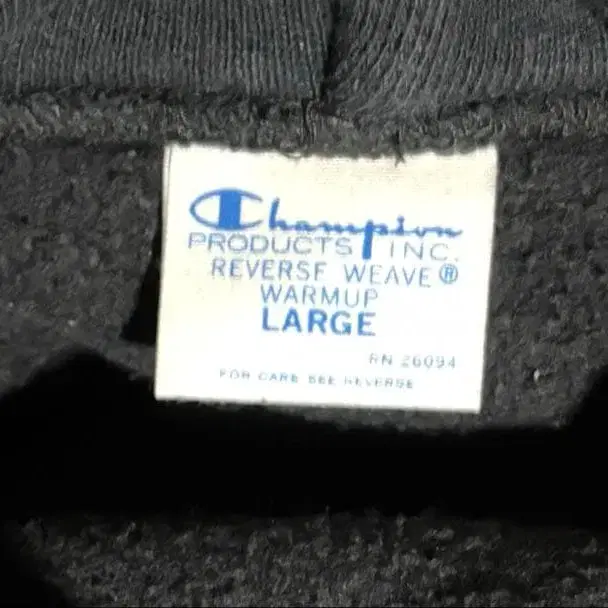 Champion
PRODUCTS INC.
REVERSE WEAVE®
WARMUP
LARGE
RN 26094
FOR CARE SEE REVERSE